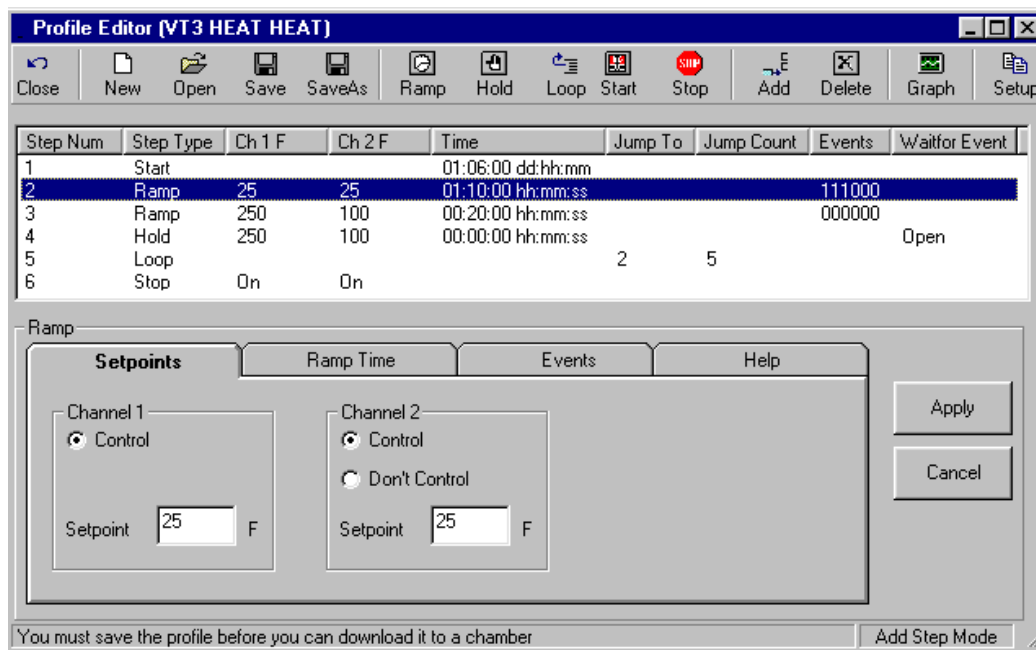 Profile Editor (VT3 HEAT HEAT)
Close New Open Save SaveAs Ramp Hold Loop Start Stop Add Delete Graph Setup
Step Num Step Type Ch 1 F Ch 2 F Time Jump To Jump Count Events Waitfor Event
1 Start 01:06:00 dd:hh:mm
2 Ramp 25 25 01:10:00 hh:mm:ss 111000
3 Ramp 250 100 00:20:00 hh:mm:ss 000000
4 Hold 250 100 00:00:00 hh:mm:ss Open
5 Loop 2 5
6 Stop On On
Ramp
Setpoints Ramp Time Events Help
Channel 1 Channel 2
Control Control
Don't Control
Setpoint 25 F Setpoint 25 F
Apply
Cancel
You must save the profile before you can download it to a chamber Add Step Mode